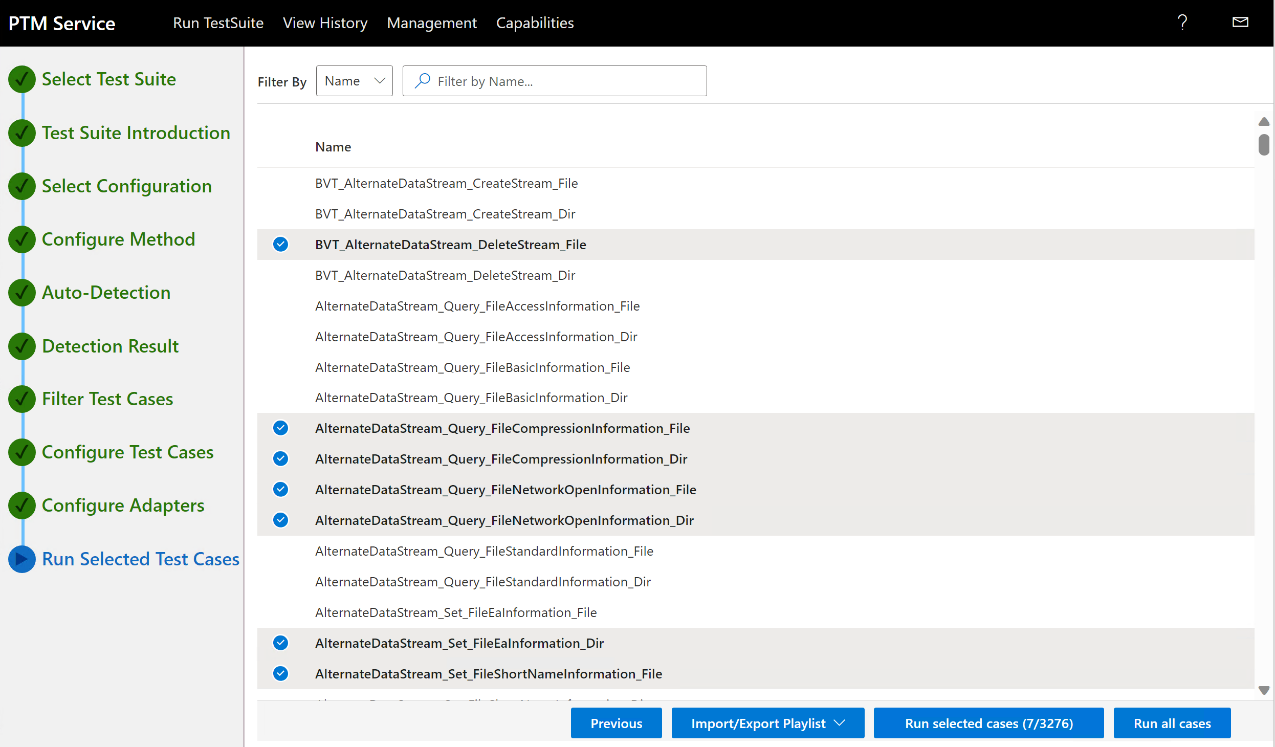 PTM Service
Run TestSuite
View History
Management
Capabilities
?
Select Test Suite
Test Suite Introduction
Select Configuration
Configure Method
Auto-Detection
Detection Result
Filter Test Cases
Configure Test Cases
Configure Adapters
Run Selected Test Cases
Filter By
Name
Filter by Name...
Name
BVT_AlternateDataStream_CreateStream_File
BVT_AlternateDataStream_CreateStream_Dir
BVT_AlternateDataStream_DeleteStream_File
BVT_AlternateDataStream_DeleteStream_Dir
AlternateDataStream_Query_FileAccessInformation_File
AlternateDataStream_Query_FileAccessInformation_Dir
AlternateDataStream_Query_FileBasicInformation_File
AlternateDataStream_Query_FileBasicInformation_Dir
AlternateDataStream_Query_FileCompressionInformation_File
AlternateDataStream_Query_FileCompressionInformation_Dir
AlternateDataStream_Query_FileNetworkOpenInformation_File
AlternateDataStream_Query_FileNetworkOpenInformation_Dir
AlternateDataStream_Query_FileStandardInformation_File
AlternateDataStream_Query_FileStandardInformation_Dir
AlternateDataStream_Set_FileEaInformation_File
AlternateDataStream_Set_FileEaInformation_Dir
AlternateDataStream_Set_FileShortNameInformation_File
Previous
Import/Export Playlist
Run selected cases (7/3276)
Run all cases